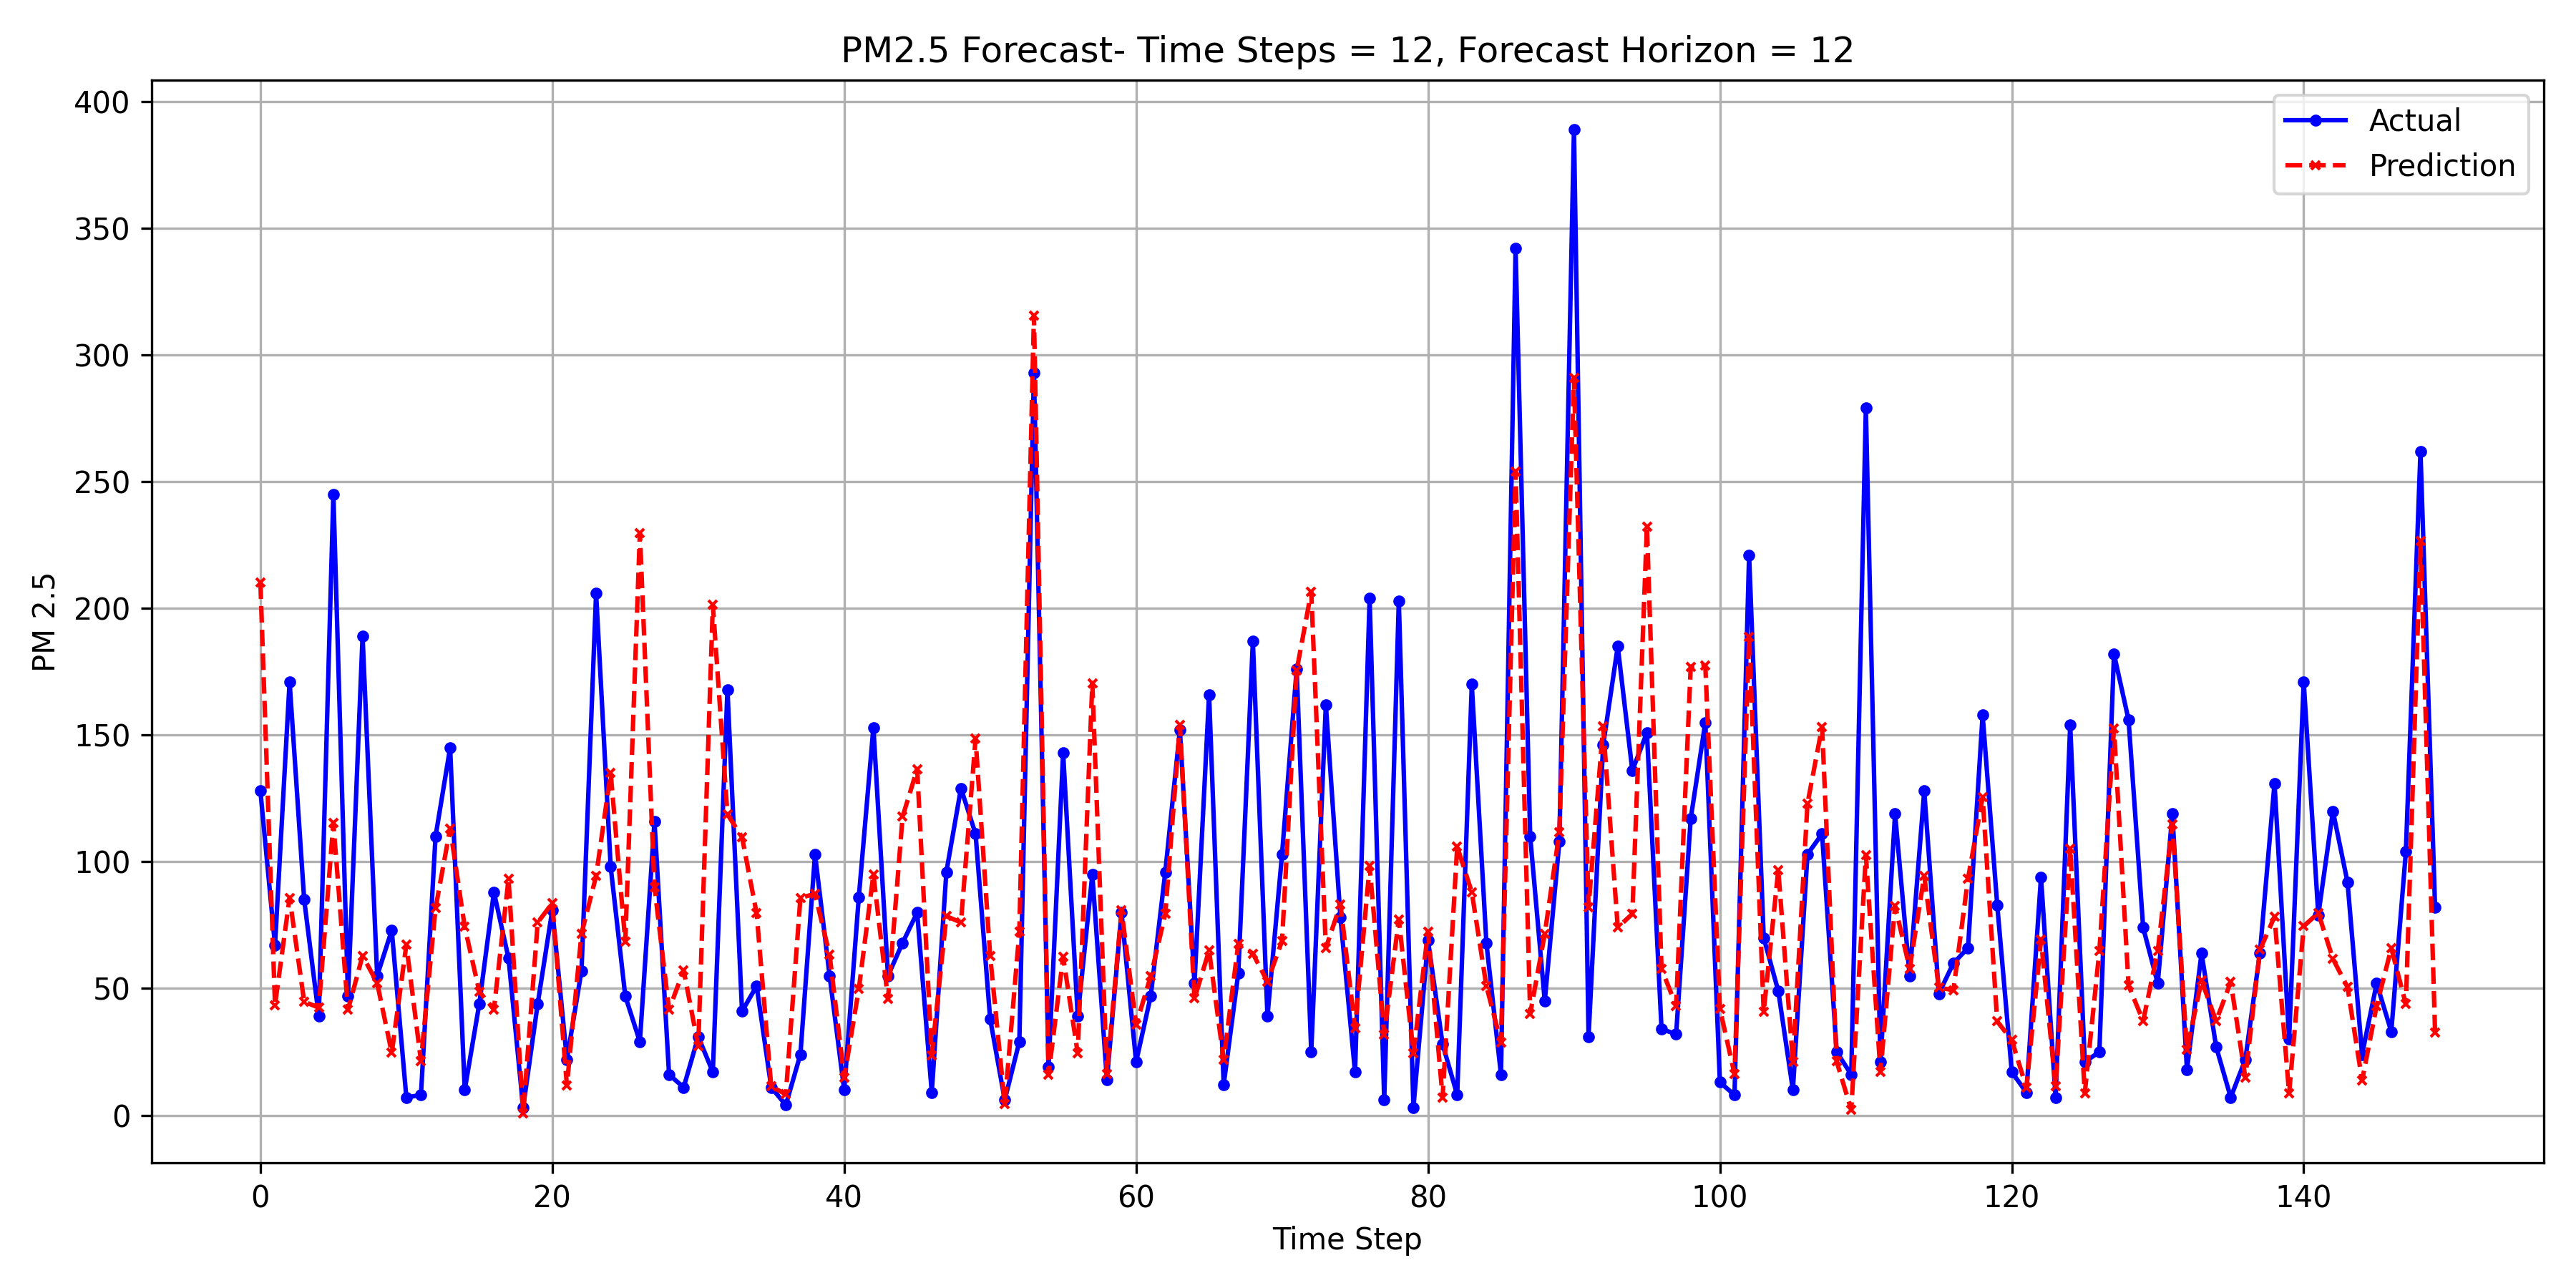 PM2.5 Forecast- Time Steps = 12, Forecast Horizon = 12
Actual
Prediction
PM 2.5
400
350
300
250
200
150
100
50
0
0 20 40 60 80 100 120 140
Time Step